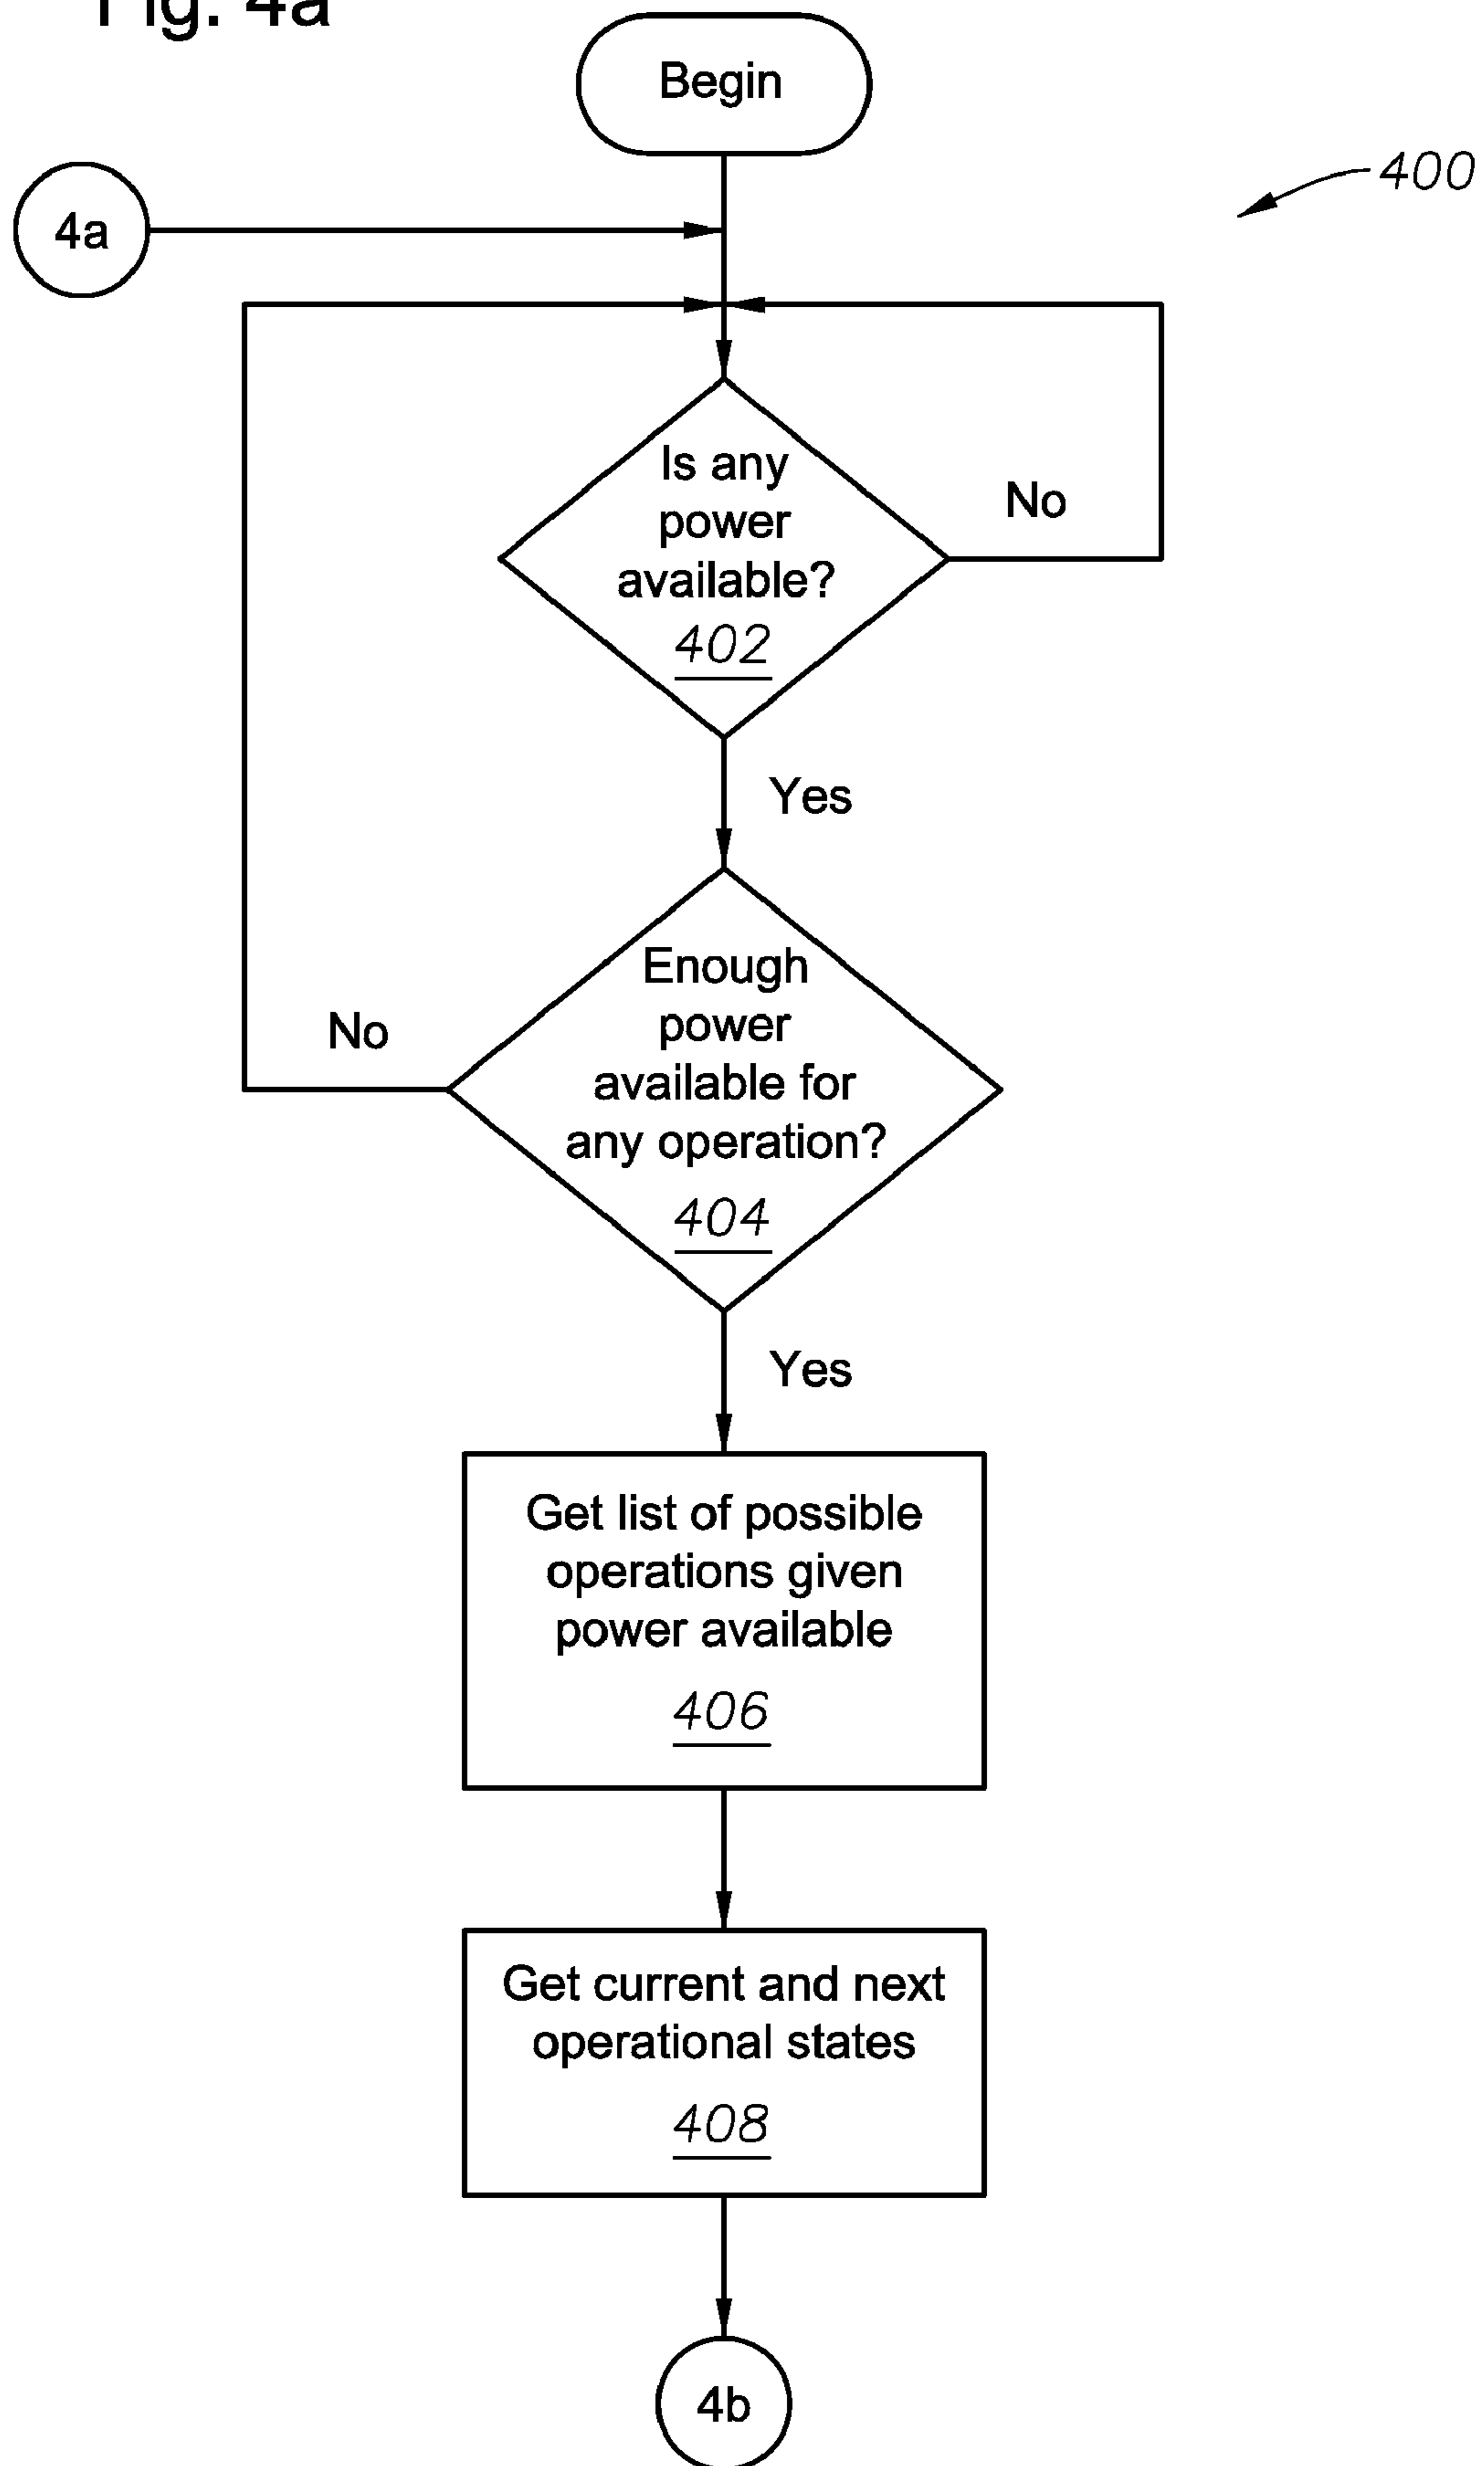 Fig. 4a
Begin
4a
400
Is any
power
available?
402
No
Yes
Enough
power
available for
any operation?
404
No
Yes
Get list of possible
operations given
power available
406
Get current and next
operational states
408
4b